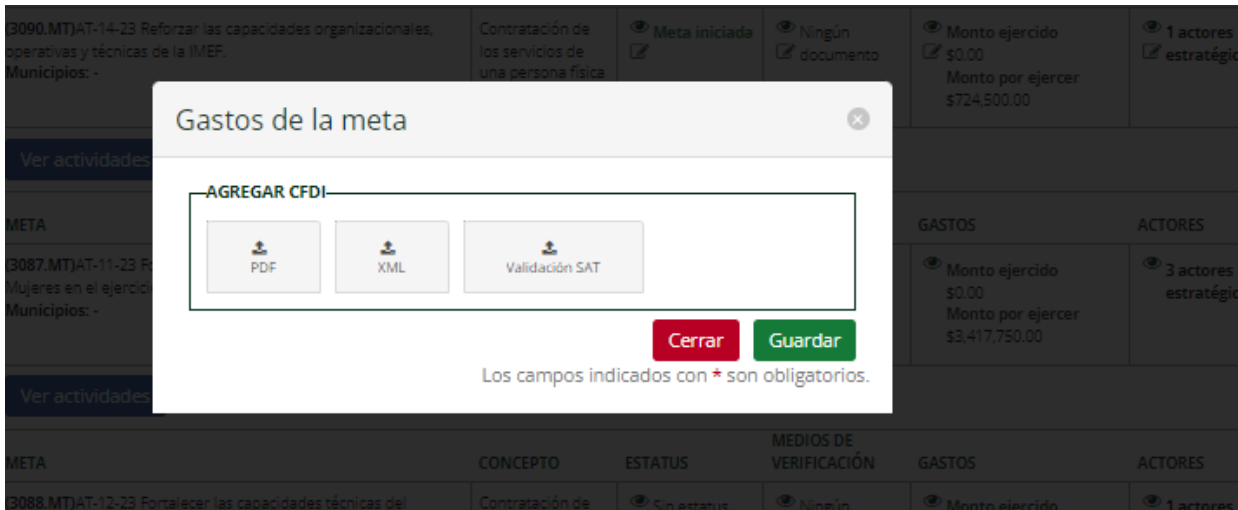 (3090.MT)AT-14-23 Reforzar las capacidades organizacionales,
operativas y técnicas de la IMEF.
Municipios: -
Contratación de
los servicios de
una persona física
Meta iniciada
Ningún
documento
Monto ejercido
$0.00
Monto por ejercer
$724,500.00
1 actores
estratégic
Gastos de la meta
Ver actividades
AGREGAR CFDI
PDF
XML
Validación SAT
META
GASTOS
ACTORES
(3087.MT)AT-11-23
Mujeres en el
Municipios: -
Monto ejercido
$0.00
Monto por ejercer
$3,417,750.00
3 actores
estratégic
Cerrar
Guardar
Los campos indicados con * son obligatorios.
Ver actividades
META
CONCEPTO
ESTATUS
MEDIOS DE
VERIFICACIÓN
GASTOS
ACTORES
(3088.MT)AT-12-23 Fortalecer las capacidades técnicas del
Contratación de
Sin estatus
Ningún
Monto ejercido
1 actores